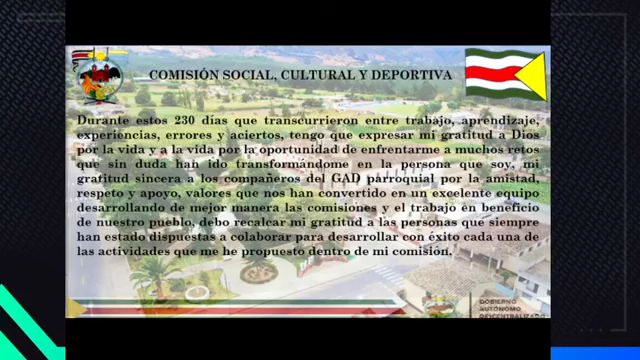 COMISIÓN SOCIAL, CULTURAL Y DEPORTIVA
Durante estos 230 días que transcurrieron entre trabajo, aprendizaje,
experiencias, errores y aciertos, tengo que expresar mi gratitud a Dios
por la vida y a la vida por la oportunidad de enfrentarme a muchos retos
que sin duda han ido transformándome en la persona que soy, mi
gratitud sincera a los compañeros del GAD parroquial por la amistad,
respeto y apoyo, valores que nos han convertido en un excelente equipo
desarrollando de mejor manera las comisiones y el trabajo en beneficio
de nuestro pueblo, debo recalcar mi gratitud a las personas que siempre
han estado dispuestas a colaborar para desarrollar con éxito cada una de
las actividades que me he propuesto dentro de mi comisión.
GOBIERNO
AUTÓNOMO
DESCENTRALIZADO